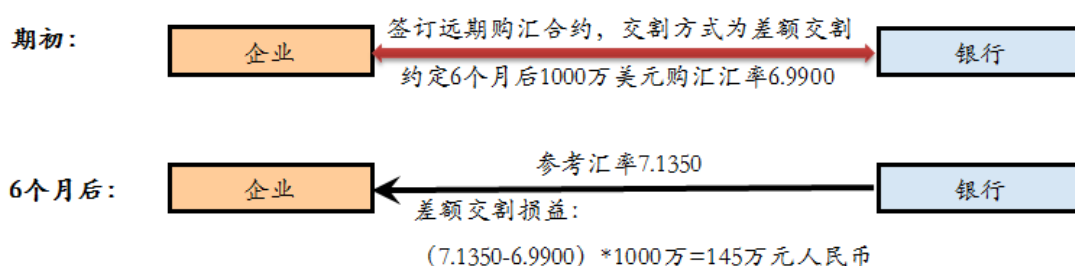 期初：
企业
签订远期购汇合约，交割方式为差额交割
约定6个月后1000万美元购汇汇率6.9900
银行
6个月后：
企业
参考汇率7.1350
差额交割损益：
（7.1350-6.9900）*1000万=145万元人民币
银行